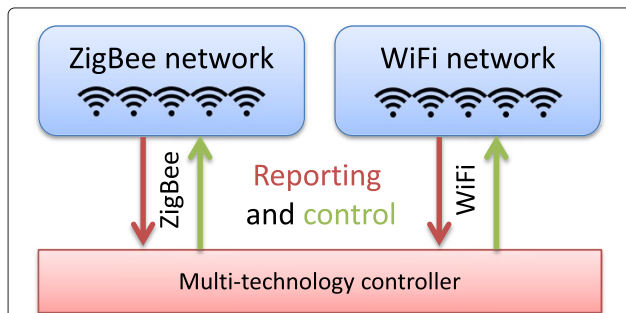 ZigBee network
WiFi network
ZigBee
Reporting
and control
WiFi
Multi-technology controller